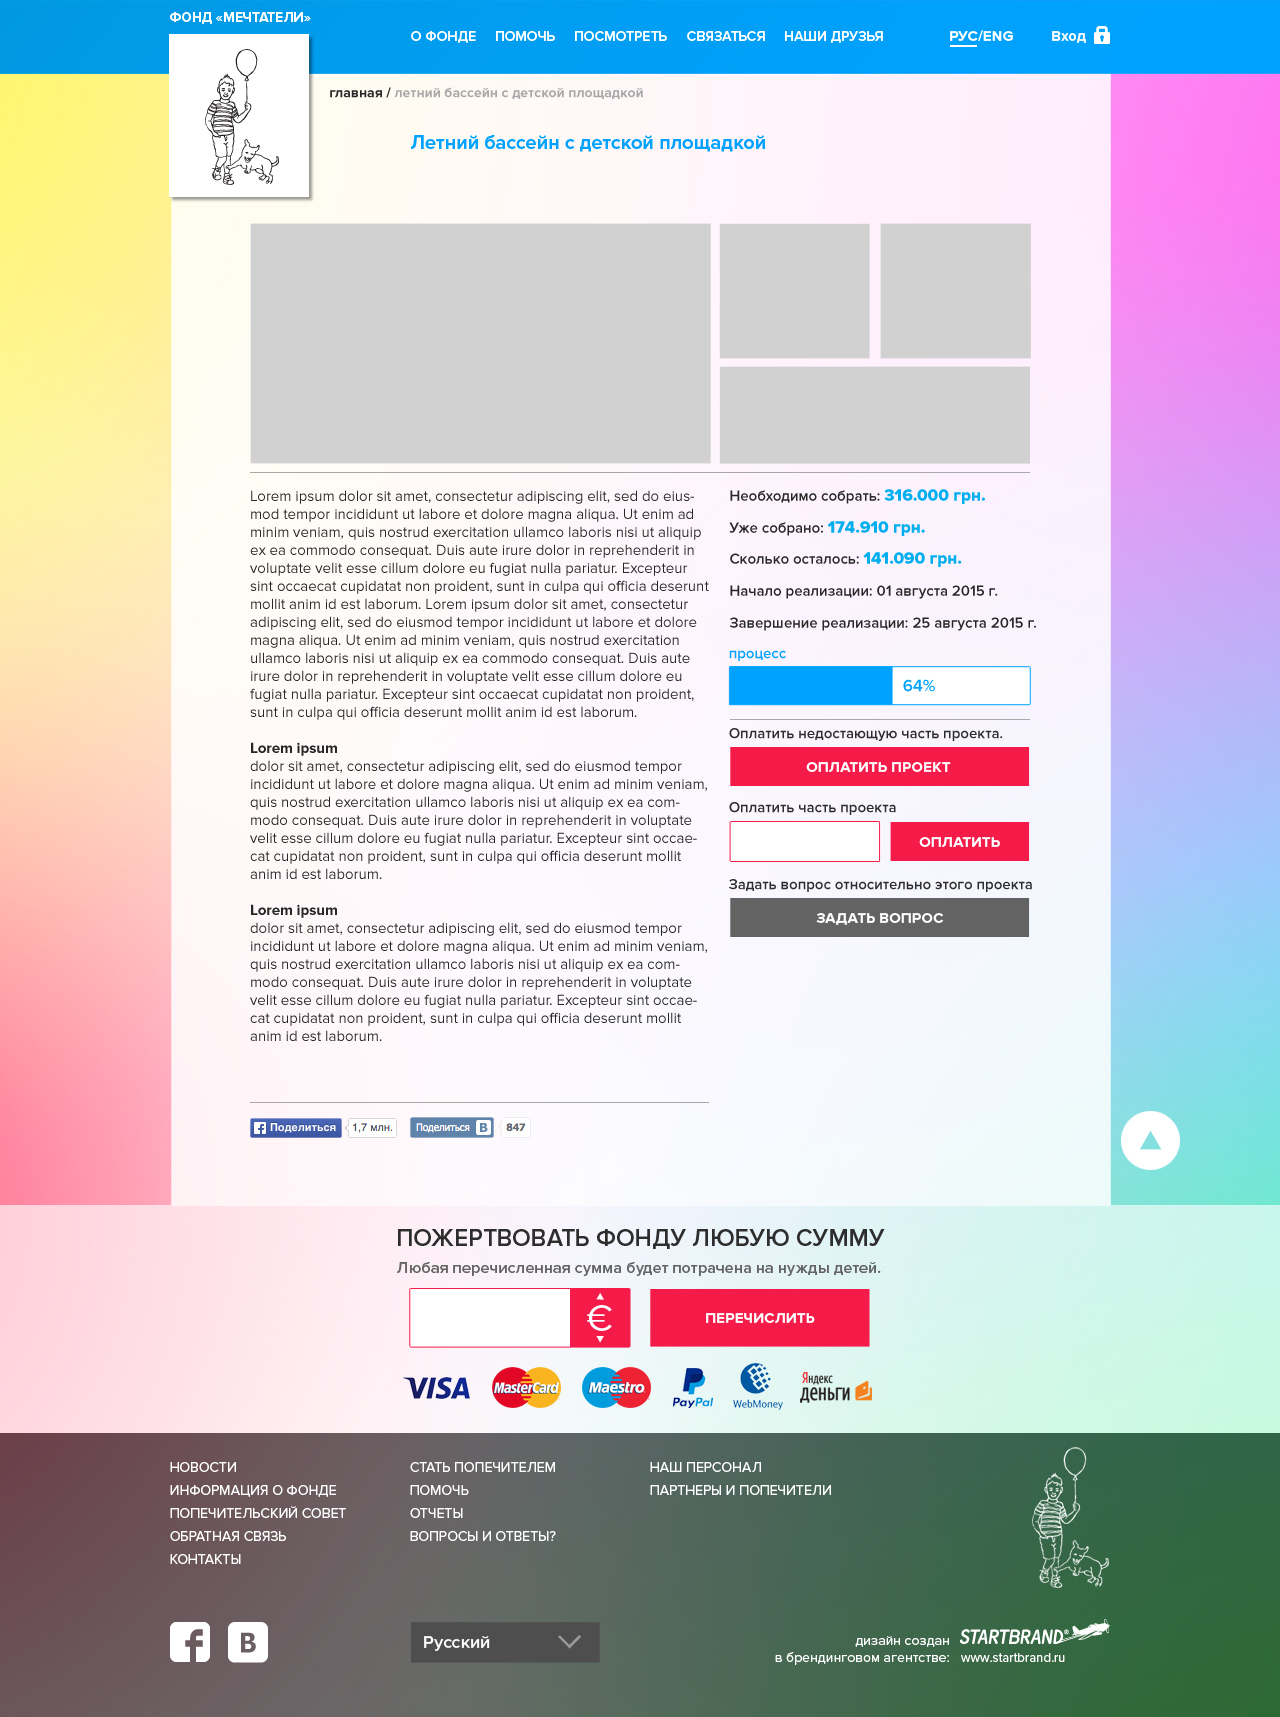 ФОНД «МЕЧТАТЕЛИ»
О ФОНДЕ ПОМОЧЬ ПОСМОТРЕТЬ СВЯЗАТЬСЯ НАШИ ДРУЗЬЯ РУС/ENG Вход
главная / летний бассейн с детской площадкой
Летний бассейн с детской площадкой
Lorem ipsum dolor sit amet, consectetur adipiscing elit, sed do eius-
mod tempor incididunt ut labore et dolore magna aliqua. Ut enim ad
minim veniam, quis nostrud exercitation ullamco laboris nisi ut aliquip
ex ea commodo consequat. Duis aute irure dolor in reprehenderit in
voluptate velit esse cillum dolore eu fugiat nulla pariatur. Excepteur
sint occaecat cupidatat non proident, sunt in culpa qui officia deserunt
mollit anim id est laborum. Lorem ipsum dolor sit amet, consectetur
adipiscing elit, sed do eiusmod tempor incididunt ut labore et dolore
magna aliqua. Ut enim ad minim veniam, quis nostrud exercitation
ullamco laboris nisi ut aliquip ex ea commodo consequat. Duis aute
irure dolor in reprehenderit in voluptate velit esse cillum dolore eu
fugiat nulla pariatur. Excepteur sint occaecat cupidatat non proident,
sunt in culpa qui officia deserunt mollit anim id est laborum.
Lorem ipsum
dolor sit amet, consectetur adipiscing elit, sed do eiusmod tempor
incididunt ut labore et dolore magna aliqua. Ut enim ad minim veniam,
quis nostrud exercitation ullamco laboris nisi ut aliquip ex ea com-
modo consequat. Duis aute irure dolor in reprehenderit in voluptate
velit esse cillum dolore eu fugiat nulla pariatur. Excepteur sint occae-
cat cupidatat non proident, sunt in culpa qui officia deserunt mollit
anim id est laborum.
Lorem ipsum
dolor sit amet, consectetur adipiscing elit, sed do eiusmod tempor
incididunt ut labore et dolore magna aliqua. Ut enim ad minim veniam,
quis nostrud exercitation ullamco laboris nisi ut aliquip ex ea com-
modo consequat. Duis aute irure dolor in reprehenderit in voluptate
velit esse cillum dolore eu fugiat nulla pariatur. Excepteur sint occae-
cat cupidatat non proident, sunt in culpa qui officia deserunt mollit
anim id est laborum.
Поделиться 1,7 млн. Поделиться В 847
Необходимо собрать: 316.000 грн.
Уже собрано: 174.910 грн.
Сколько осталось: 141.090 грн.
Начало реализации: 01 августа 2015 г.
Завершение реализации: 25 августа 2015 г.
процесс
64%
Оплатить недостающую часть проекта.
ОПЛАТИТЬ ПРОЕКТ
Оплатить часть проекта
ОПЛАТИТЬ
Задать вопрос относительно этого проекта
ЗАДАТЬ ВОПРОС
ПОЖЕРТВОВАТЬ ФОНДУ ЛЮБУЮ СУММУ
Любая перечисленная сумма будет потрачена на нужды детей.
€ ПЕРЕЧИСЛИТЬ
VISA MasterCard Maestro PayPal WebMoney Яндекс деньги
НОВОСТИ
ИНФОРМАЦИЯ О ФОНДЕ
ПОПЕЧИТЕЛЬСКИЙ СОВЕТ
ОБРАТНАЯ СВЯЗЬ
КОНТАКТЫ
СТАТЬ ПОПЕЧИТЕЛЕМ
ПОМОЧЬ
ОТЧЕТЫ
ВОПРОСЫ И ОТВЕТЫ?
НАШ ПЕРСОНАЛ
ПАРТНЕРЫ И ПОПЕЧИТЕЛИ
f В
Русский
дизайн создан
в брендинговом агентстве:
STARTBRAND®
www.startbrand.ru